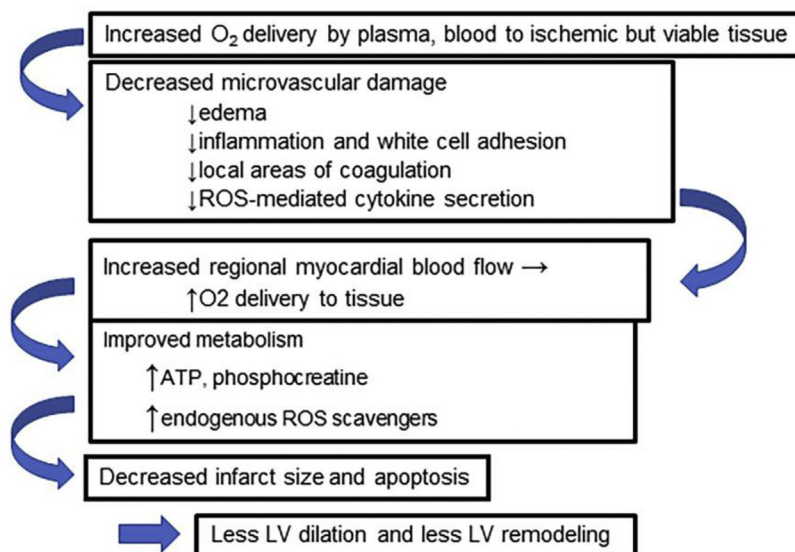 Increased O₂ delivery by plasma, blood to ischemic but viable tissue
Decreased microvascular damage
↓edema
↓inflammation and white cell adhesion
↓local areas of coagulation
↓ROS-mediated cytokine secretion
Increased regional myocardial blood flow →
↑O2 delivery to tissue
Improved metabolism
↑ATP, phosphocreatine
↑endogenous ROS scavengers
Decreased infarct size and apoptosis
Less LV dilation and less LV remodeling